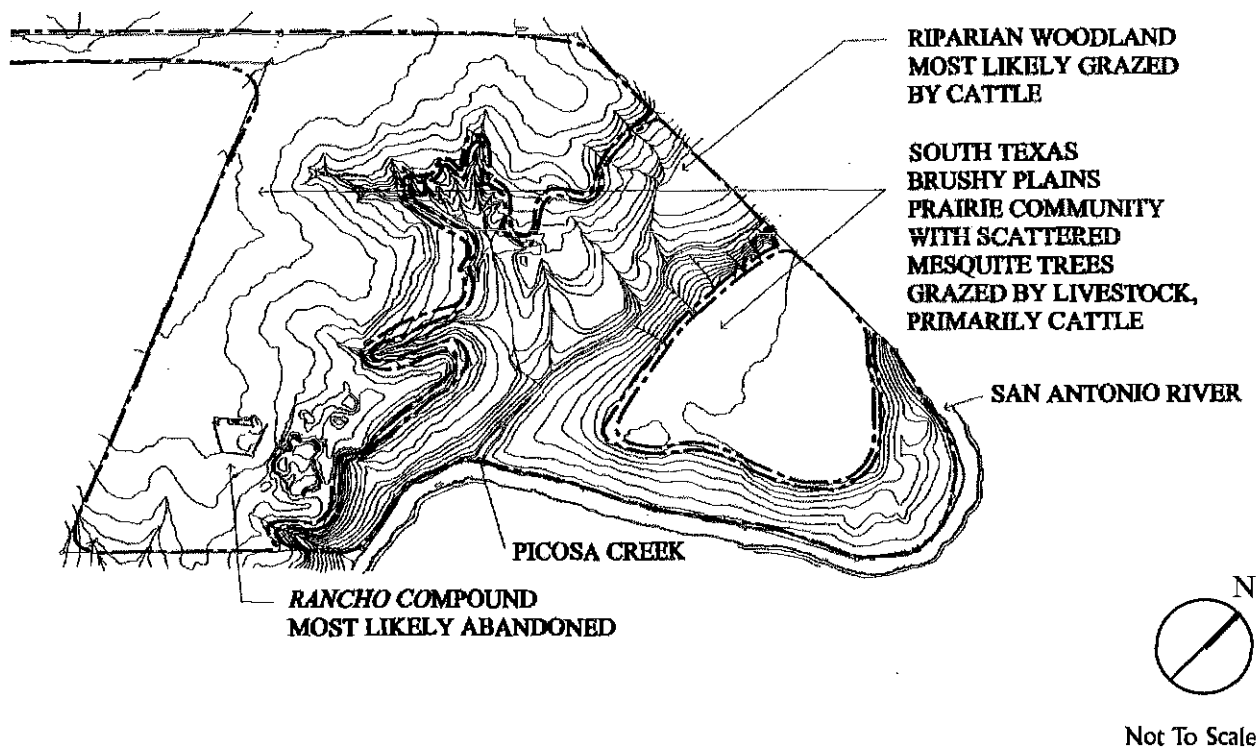 RIPARIAN WOODLAND
MOST LIKELY GRAZED
BY CATTLE
SOUTH TEXAS
BRUSHY PLAINS
PRAIRIE COMMUNITY
WITH SCATTERED
MESQUITE TREES
GRAZED BY LIVESTOCK,
PRIMARILY CATTLE
SAN ANTONIO RIVER
PICOSA CREEK
RANCHO COMPOUND
MOST LIKELY ABANDONED
N
Not To Scale